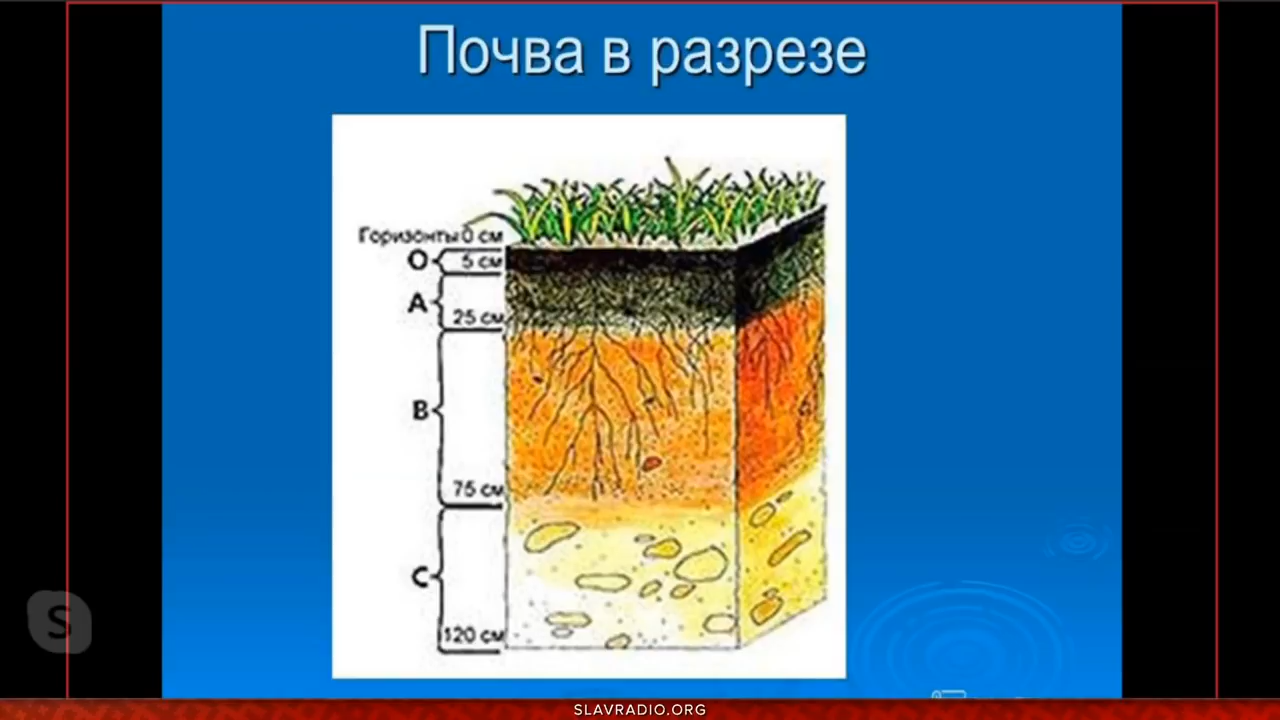 Почва в разрезе
Горизонты 0 см
О 5 см
А
25 см
В
75 см
С
120 см
S
SLAVRADIO.ORG